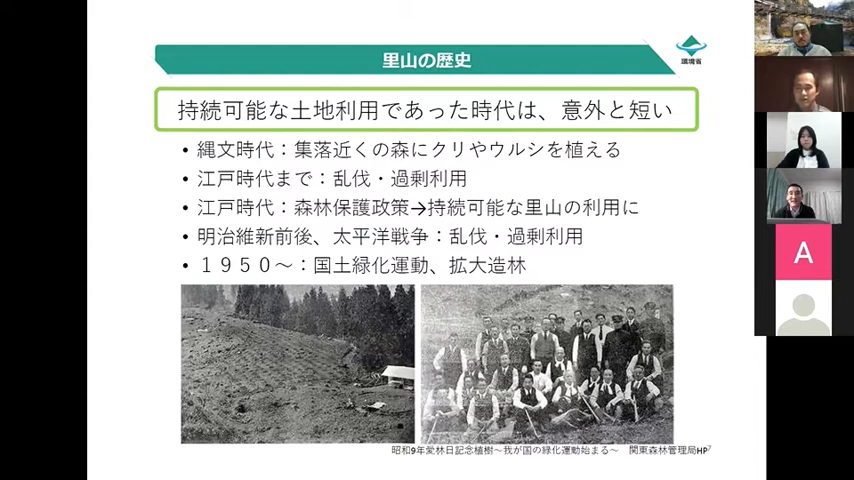 里山の歴史
環境省
持続可能な土地利用であった時代は、意外と短い
• 縄文時代：集落近くの森にクリやウルシを植える
• 江戸時代まで：乱伐・過剰利用
• 江戸時代：森林保護政策→持続可能な里山の利用に
• 明治維新前後、太平洋戦争：乱伐・過剰利用
• １９５０～：国土緑化運動、拡大造林
昭和9年愛林日記念植樹～我が国の緑化運動始まる～　関東森林管理局HP
7
A